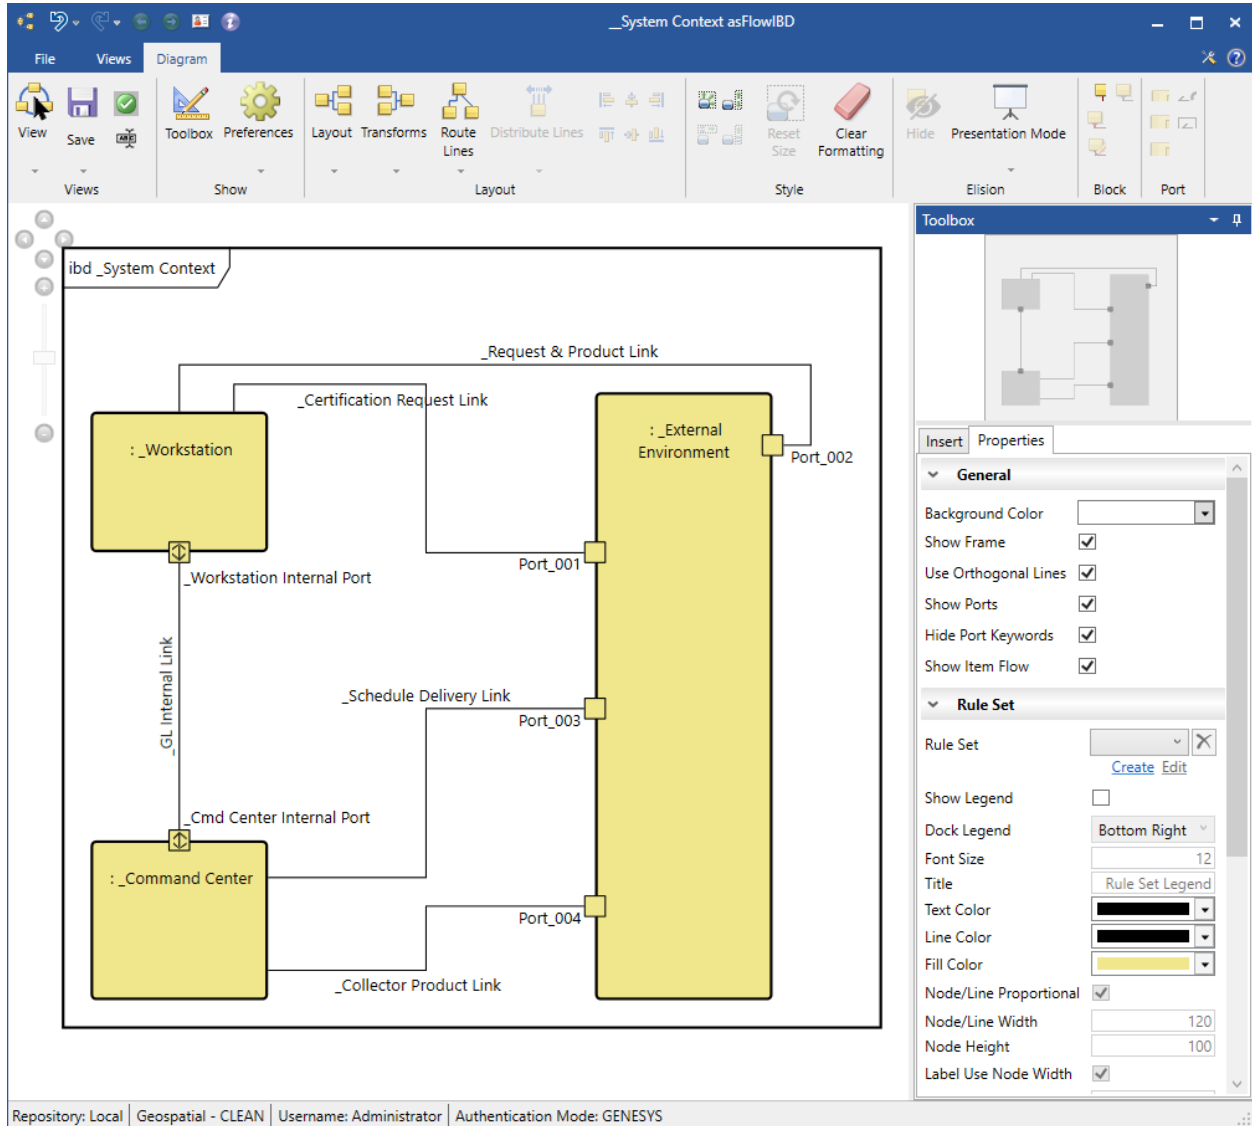 __System Context asFlowIBD
File Views Diagram
View Save Toolbox Preferences Layout Transforms Route Lines Distribute Lines Reset Size Clear Formatting Hide Presentation Mode
Views Show Layout Style Elision Block Port
ibd _System Context
_Request & Product Link
_Certification Request Link
: _Workstation
: _External
Environment
Port_002
Port_001
_Workstation Internal Port
_GL Internal Link
_Schedule Delivery Link
Port_003
_Cmd Center Internal Port
: _Command Center
Port_004
_Collector Product Link
Toolbox
Insert Properties
General
Background Color
Show Frame
Use Orthogonal Lines
Show Ports
Hide Port Keywords
Show Item Flow
Rule Set
Rule Set
Create Edit
Show Legend
Dock Legend Bottom Right
Font Size 12
Title Rule Set Legend
Text Color
Line Color
Fill Color
Node/Line Proportional
Node/Line Width 120
Node Height 100
Label Use Node Width
Repository: Local Geospatial - CLEAN Username: Administrator Authentication Mode: GENESYS